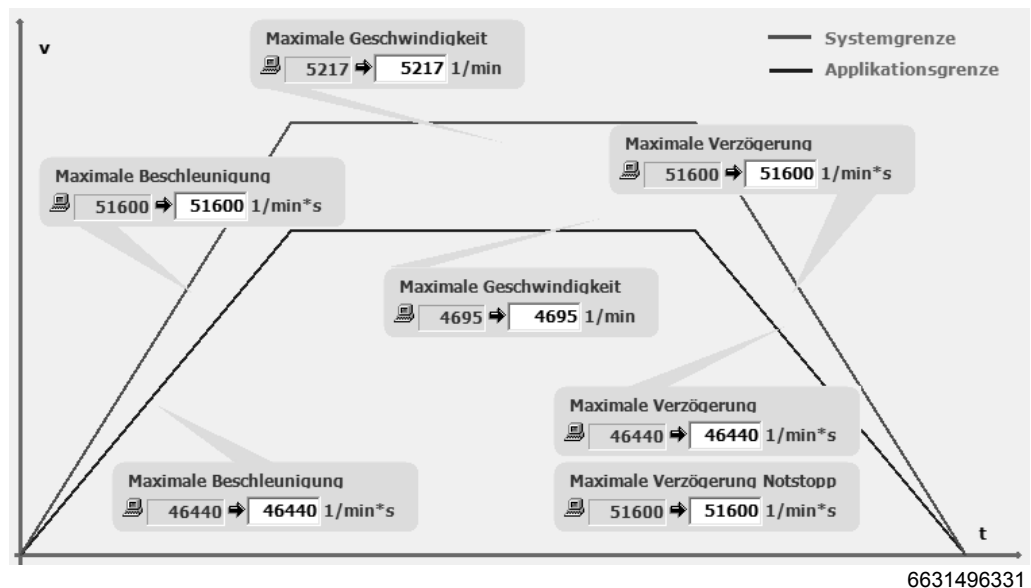 v
Maximale Geschwindigkeit
5217 5217 1/min
Systemgrenze
Applikationsgrenze
Maximale Verzögerung
51600 51600 1/min*s
Maximale Beschleunigung
51600 51600 1/min*s
Maximale Geschwindigkeit
4695 4695 1/min
Maximale Verzögerung
46440 46440 1/min*s
Maximale Beschleunigung
46440 46440 1/min*s
Maximale Verzögerung Notstopp
51600 51600 1/min*s
t
6631496331